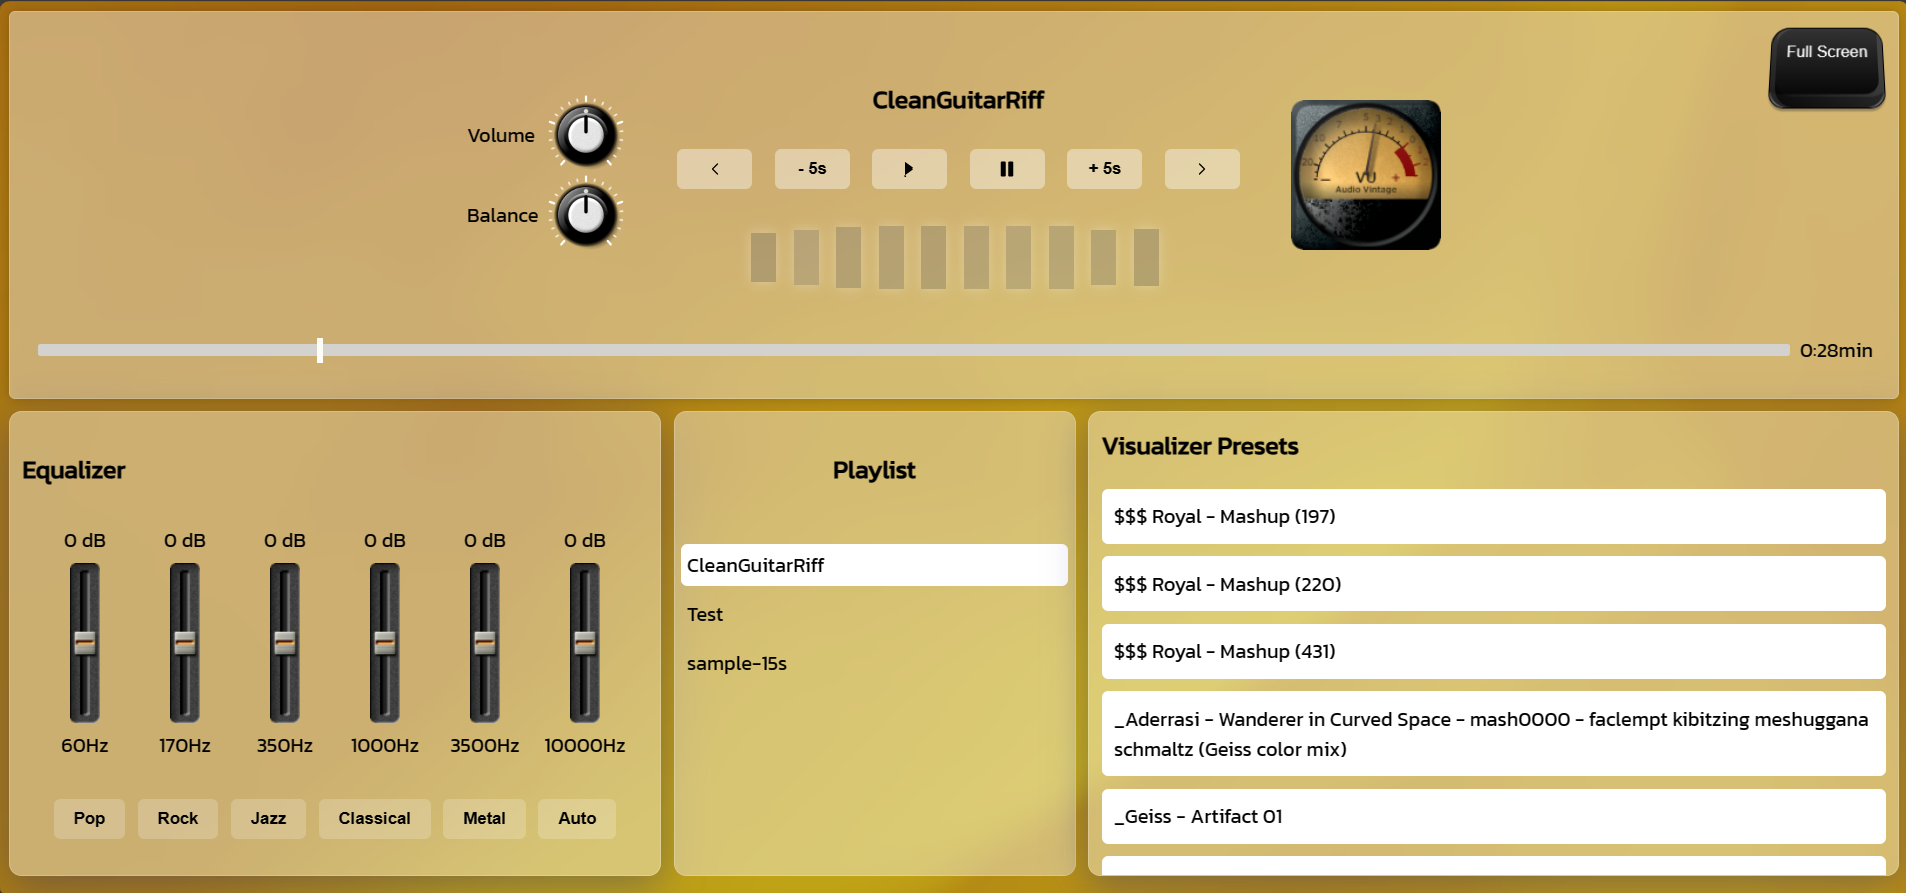 Full Screen
CleanGuitarRiff
Volume
- 5s
+ 5s
VU
Audio Vintage
Balance
0:28min
Equalizer
0 dB 0 dB 0 dB 0 dB 0 dB 0 dB
60Hz 170Hz 350Hz 1000Hz 3500Hz 10000Hz
Pop Rock Jazz Classical Metal Auto
Playlist
CleanGuitarRiff
Test
sample-15s
Visualizer Presets
$$$ Royal - Mashup (197)
$$$ Royal - Mashup (220)
$$$ Royal - Mashup (431)
_Aderrasi - Wanderer in Curved Space - mash0000 - faclempt kibitzing meshuggana
schmaltz (Geiss color mix)
_Geiss - Artifact 01